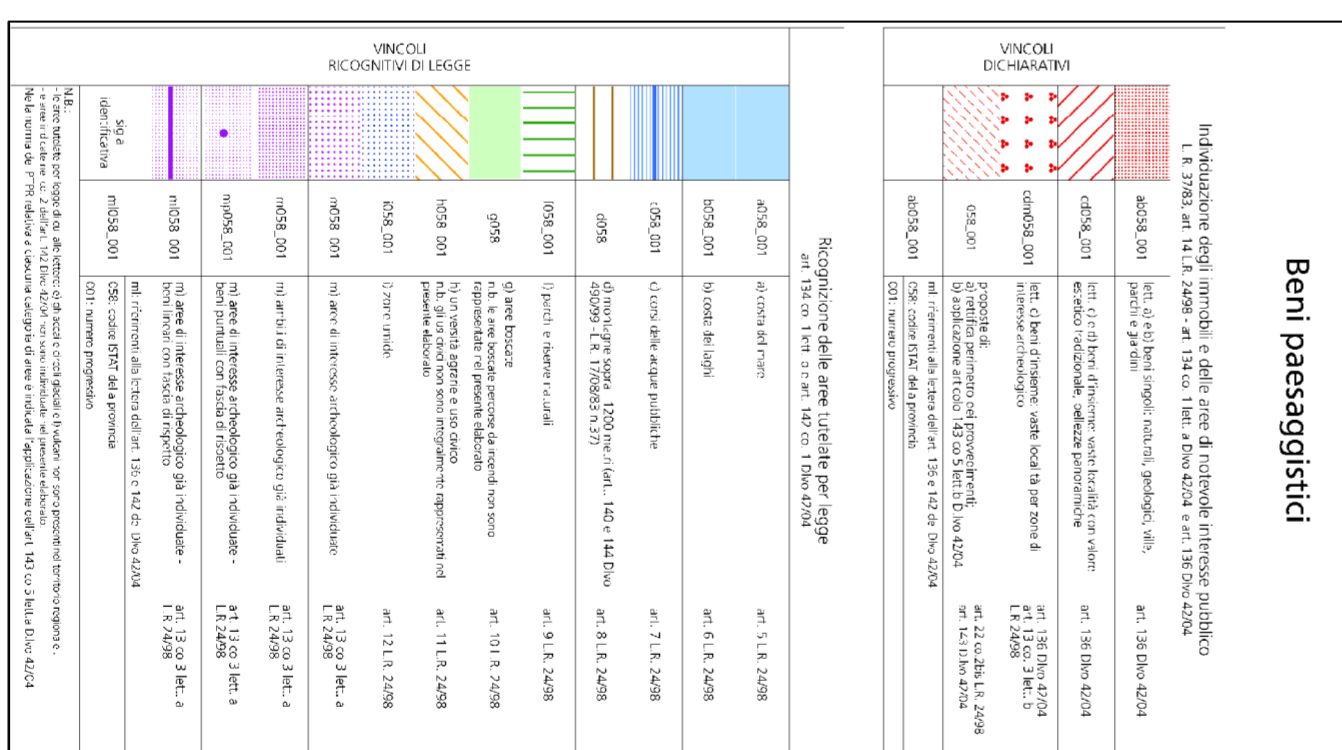 Beni paesaggistici
Individuazione degli immobili e delle aree di notevole interesse pubblico
L. R. 37/83, art. 14 L.R. 24/98 - art. 134 co. 1 lett. a Dlvo 42/04 e art. 136 Dlvo 42/04
VINCOLI
DICHIARATIVI
ab058_001
lett. a) e b) beni singoli: naturali, geologici, ville,
parchi e giardini
art. 136 Dlvo 42/04
cd058_001
lett. c) e d) beni d'insieme: vaste località con valore
estetico tradizionale, bellezze panoramiche
art. 136 Dlvo 42/04
cdm058_001
lett. c) beni d'insieme: vaste località per zone di
interesse archeologico
art. 136 Dlvo 42/04
art. 13 co. 3 lett. b
L.R. 24/98
058_001
proposte di:
a) rettifica perimetro dei provvedimenti;
b) applicazione articolo 143 co 5 lett.b D.lvo 42/04
art. 22 co.2bis L.R. 24/98
art. 143 D.lvo 42/04
ab058_001
ml: riferimenti alla lettera dell'art. 136 e 142 de Dlvo 42/04
058: codice ISTAT della provincia
001: numero progressivo
Ricognizione delle aree tutelate per legge
art. 134 co. 1 lett. b e art. 142 co. 1 Dlvo 42/04
VINCOLI
RICOGNITIVI DI LEGGE
a058_001
a) costa del mare
art. 5 L.R. 24/98
b058_001
b) costa dei laghi
art. 6 L.R. 24/98
c058_001
c) corsi delle acque pubbliche
art. 7 L.R. 24/98
d058
d) montagne sopra 1200 metri (artt. 140 e 144 Dlvo
490/99 - L.R. 17/08/83 n.37)
art. 8 L.R. 24/98
f058_001
f) parchi e riserve naturali
art. 9 L.R. 24/98
g058
g) aree boscate
n.b. le aree boscate percorse da incendi non sono
rappresentate nel presente elaborato
art. 10 L.R. 24/98
h058_001
h) università agrarie e uso civico
n.b. gli usi civici non sono integralmente rappresentati nel
presente elaborato
art. 11 L.R. 24/98
i058_001
i) zone umide
art. 12 L.R. 24/98
m058_001
m) aree di interesse archeologico già individuate
art. 13 co 3 lett. a
L.R. 24/98
m058_001
m) ambiti di interesse archeologico già individuati
art. 13 co 3 lett. a
L.R. 24/98
mp058_001
m) aree di interesse archeologico già individuate -
beni puntuali con fascia di rispetto
art. 13 co 3 lett. a
L.R. 24/98
ml058_001
m) aree di interesse archeologico già individuate -
beni lineari con fascia di rispetto
art. 13 co 3 lett. a
L.R. 24/98
sigla
identificativa
ml058_001
ml: riferimenti alla lettera dell'art. 136 e 142 de Dlvo 42/04
058: codice ISTAT della provincia
001: numero progressivo
N.B.:
- le aree tutelate per legge di cui alle lettere: e) ghiacciai e circoli glaciali e l) vulcani non sono presenti nel territorio regionale.
- le aree indicate nel co. 2 dell'art. 142 Dlvo 42/04 non sono individuate nel presente elaborato
Nella norma del PTPR relativa a ciascuna categoria di aree è indicata l'applicazione dell'art. 143 co 5 lett.a D.lvo 42/04